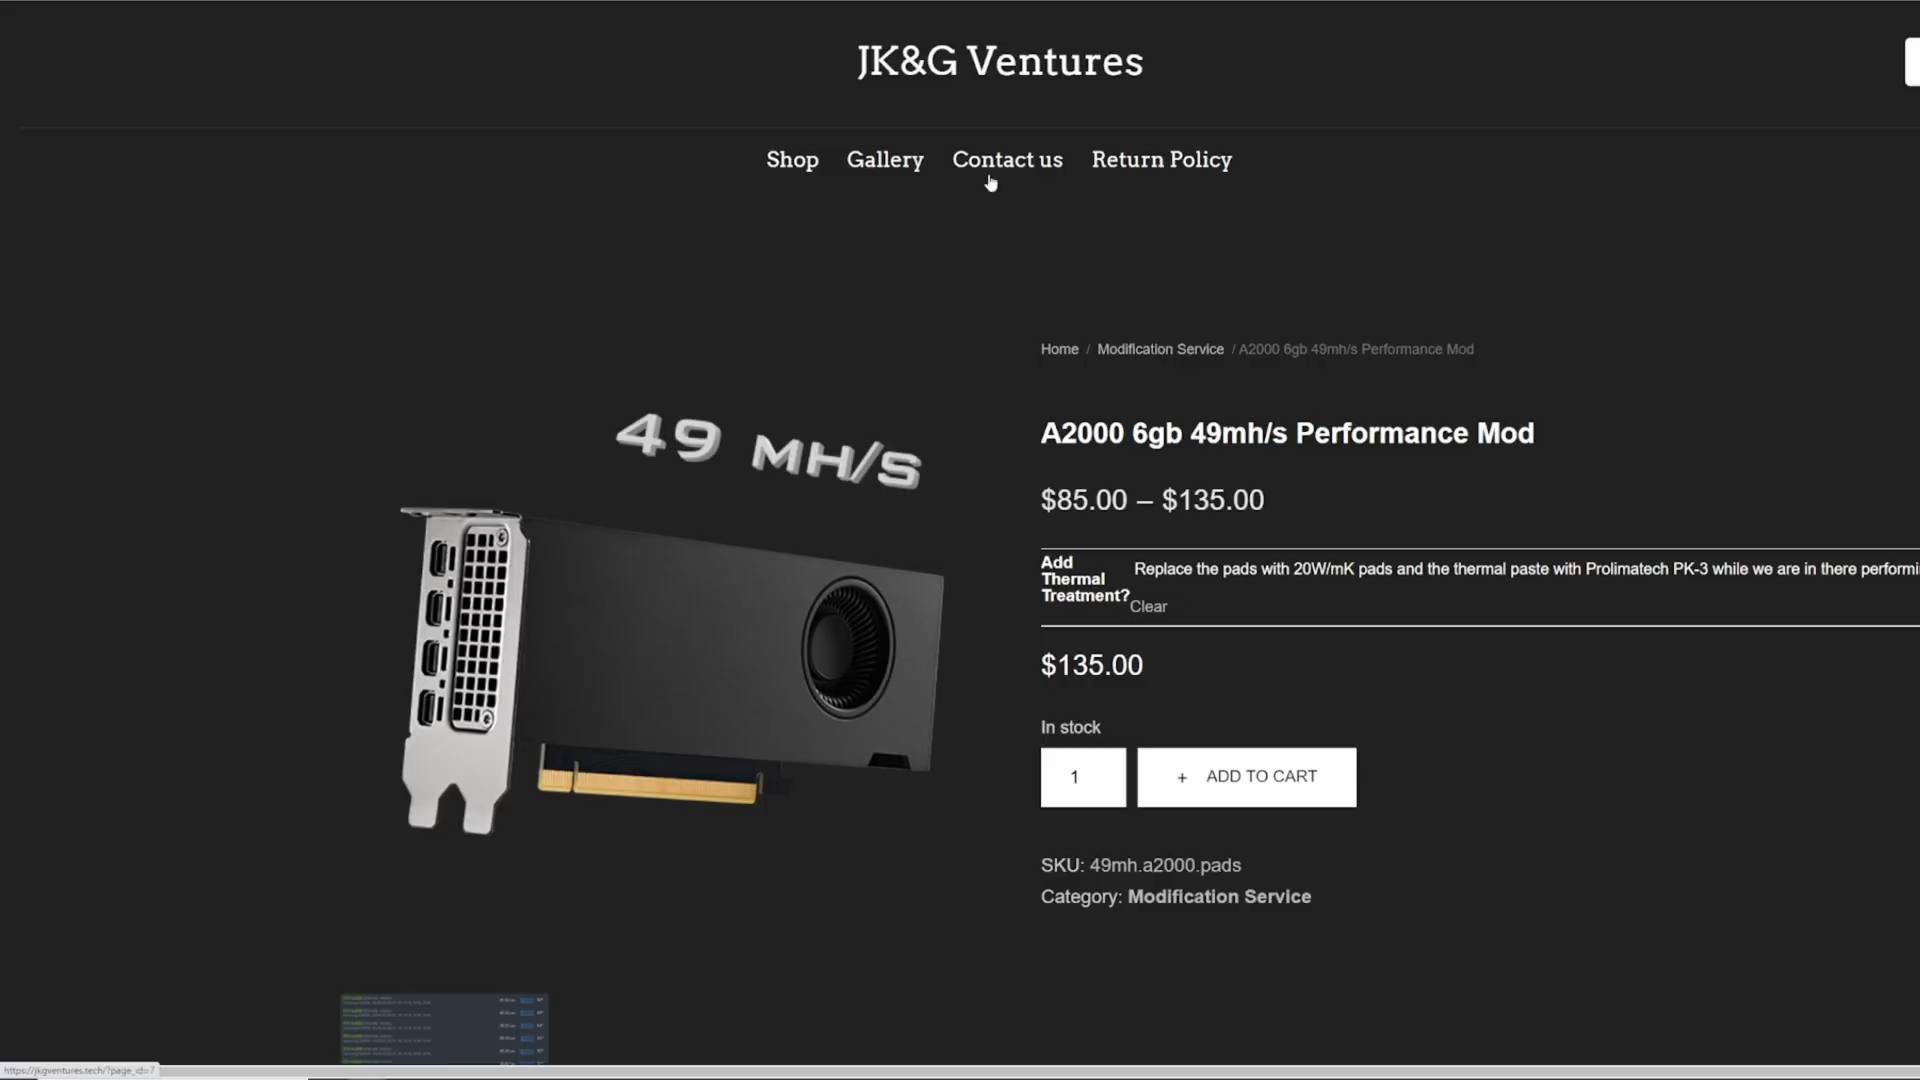 JK&G Ventures
Shop Gallery Contact us Return Policy
Home / Modification Service / A2000 6gb 49mh/s Performance Mod
49 MH/S
A2000 6gb 49mh/s Performance Mod
$85.00 – $135.00
Add Thermal Treatment?
Replace the pads with 20W/mK pads and the thermal paste with Prolimatech PK-3 while we are in there performi
Clear
$135.00
In stock
1 + ADD TO CART
SKU: 49mh.a2000.pads
Category: Modification Service
https://jkgventures.tech/?page_id=7